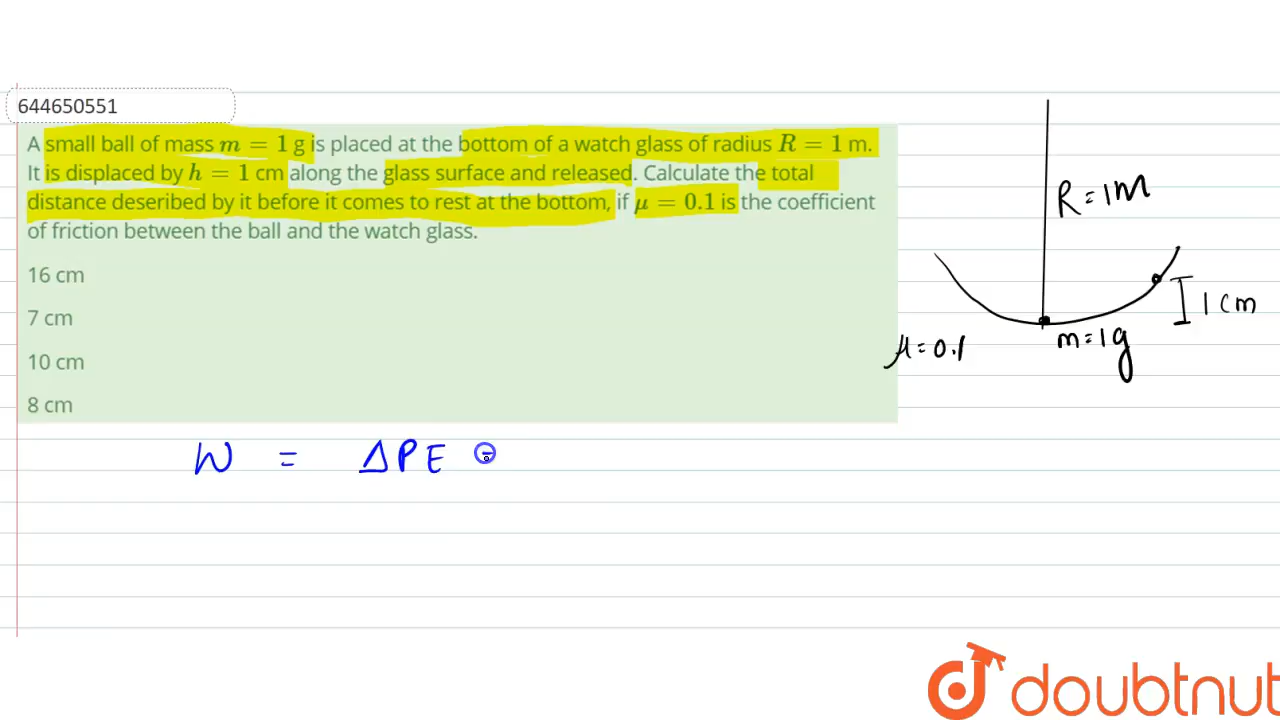 644650551
A small ball of mass m = 1 g is placed at the bottom of a watch glass of radius R = 1 m.
It is displaced by h = 1 cm along the glass surface and released. Calculate the total
distance deseribed by it before it comes to rest at the bottom, if μ = 0.1 is the coefficient
of friction between the ball and the watch glass.
16 cm
7 cm
10 cm
8 cm
R = 1M
1 cm
m = 1g
μ = 0.1
W = ΔPE =
doubtnut